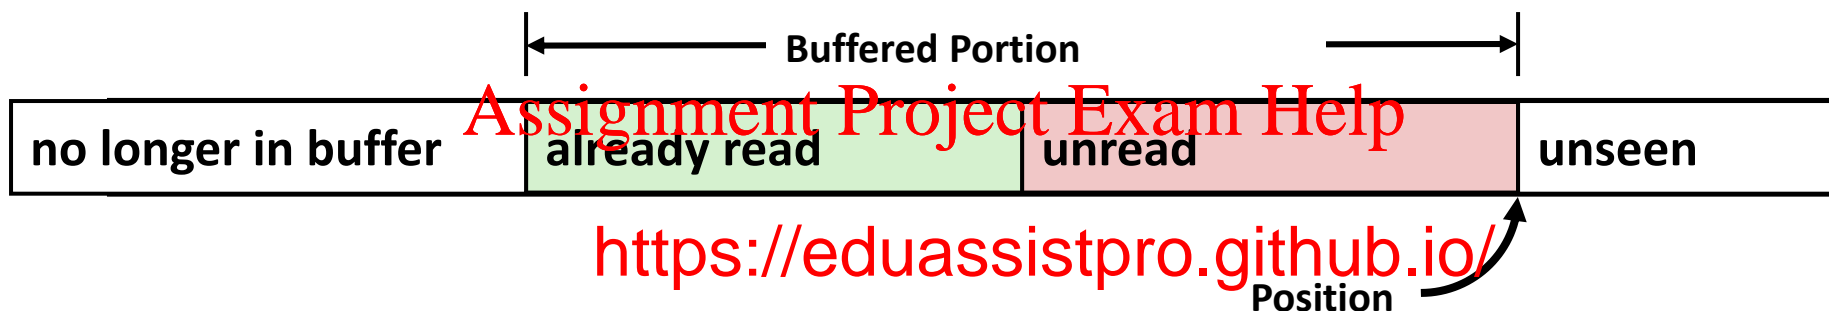 Buffered Portion
Assignment Project Exam Help
no longer in buffer already read unread unseen
https://eduassistpro.github.io/
Position